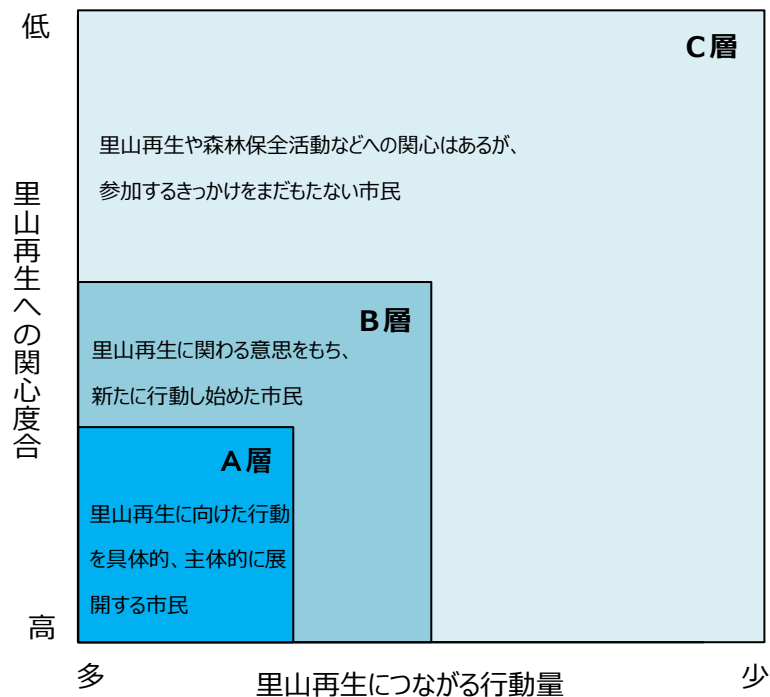 低
C層
里山再生や森林保全活動などへの関心はあるが、
参加するきっかけをまだもたない市民
里山再生への関心度合
B層
里山再生に関わる意思をもち、
新たに行動し始めた市民
A層
里山再生に向けた行動
を具体的、主体的に展
開する市民
高
多
里山再生につながる行動量
少